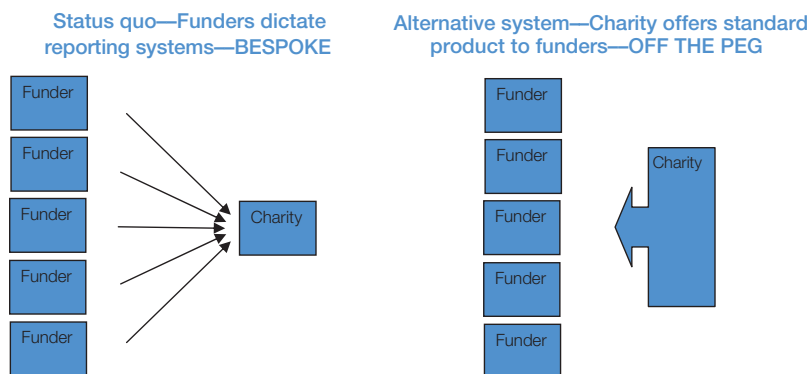 Status quo—Funders dictate
reporting systems—BESPOKE
Funder
Funder
Funder
Funder
Funder
Charity
Alternative system—Charity offers standard
product to funders—OFF THE PEG
Funder
Funder
Funder
Funder
Funder
Charity